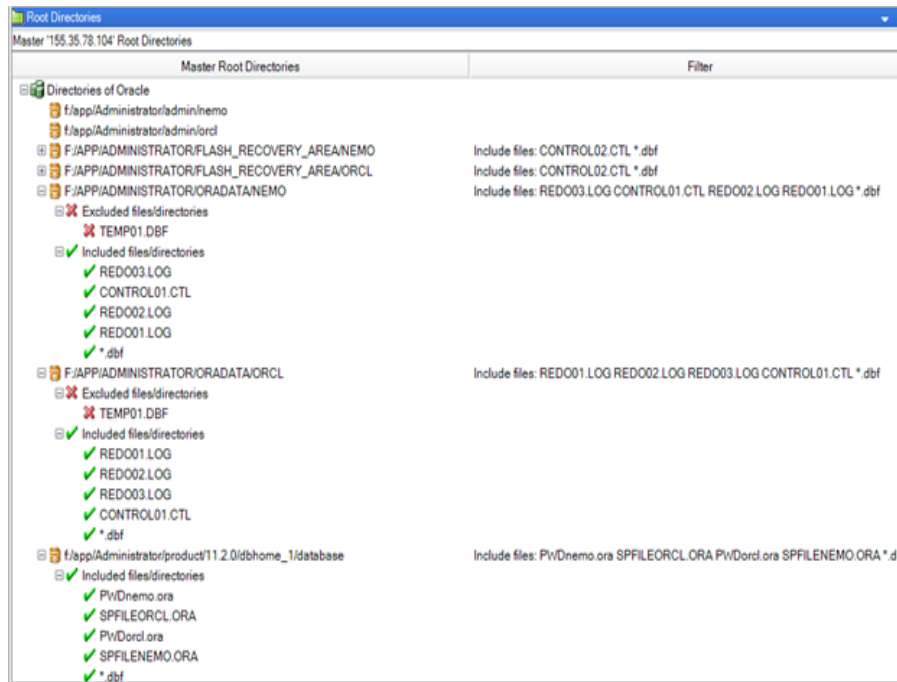 Root Directories
Master '155.35.78.104' Root Directories
Master Root Directories Filter
Directories of Oracle
f:/app/Administrator/admin/nemo
f:/app/Administrator/admin/orcl
F:/APP/ADMINISTRATOR/FLASH_RECOVERY_AREA/NEMO Include files: CONTROL02.CTL *.dbf
F:/APP/ADMINISTRATOR/FLASH_RECOVERY_AREA/ORCL Include files: CONTROL02.CTL *.dbf
F:/APP/ADMINISTRATOR/ORADATA/NEMO Include files: REDO03.LOG CONTROL01.CTL REDO02.LOG REDO01.LOG *.dbf
Excluded files/directories
TEMP01.DBF
Included files/directories
REDO03.LOG
CONTROL01.CTL
REDO02.LOG
REDO01.LOG
*.dbf
F:/APP/ADMINISTRATOR/ORADATA/ORCL Include files: REDO01.LOG REDO02.LOG REDO03.LOG CONTROL01.CTL *.dbf
Excluded files/directories
TEMP01.DBF
Included files/directories
REDO01.LOG
REDO02.LOG
REDO03.LOG
CONTROL01.CTL
*.dbf
f:/app/Administrator/product/11.2.0/dbhome_1/database Include files: PWDnemo.ora SPFILEORCL.ORA PWDorcl.ora SPFILENEMO.ORA *.d
Included files/directories
PWDnemo.ora
SPFILEORCL.ORA
PWDorcl.ora
SPFILENEMO.ORA
*.dbf